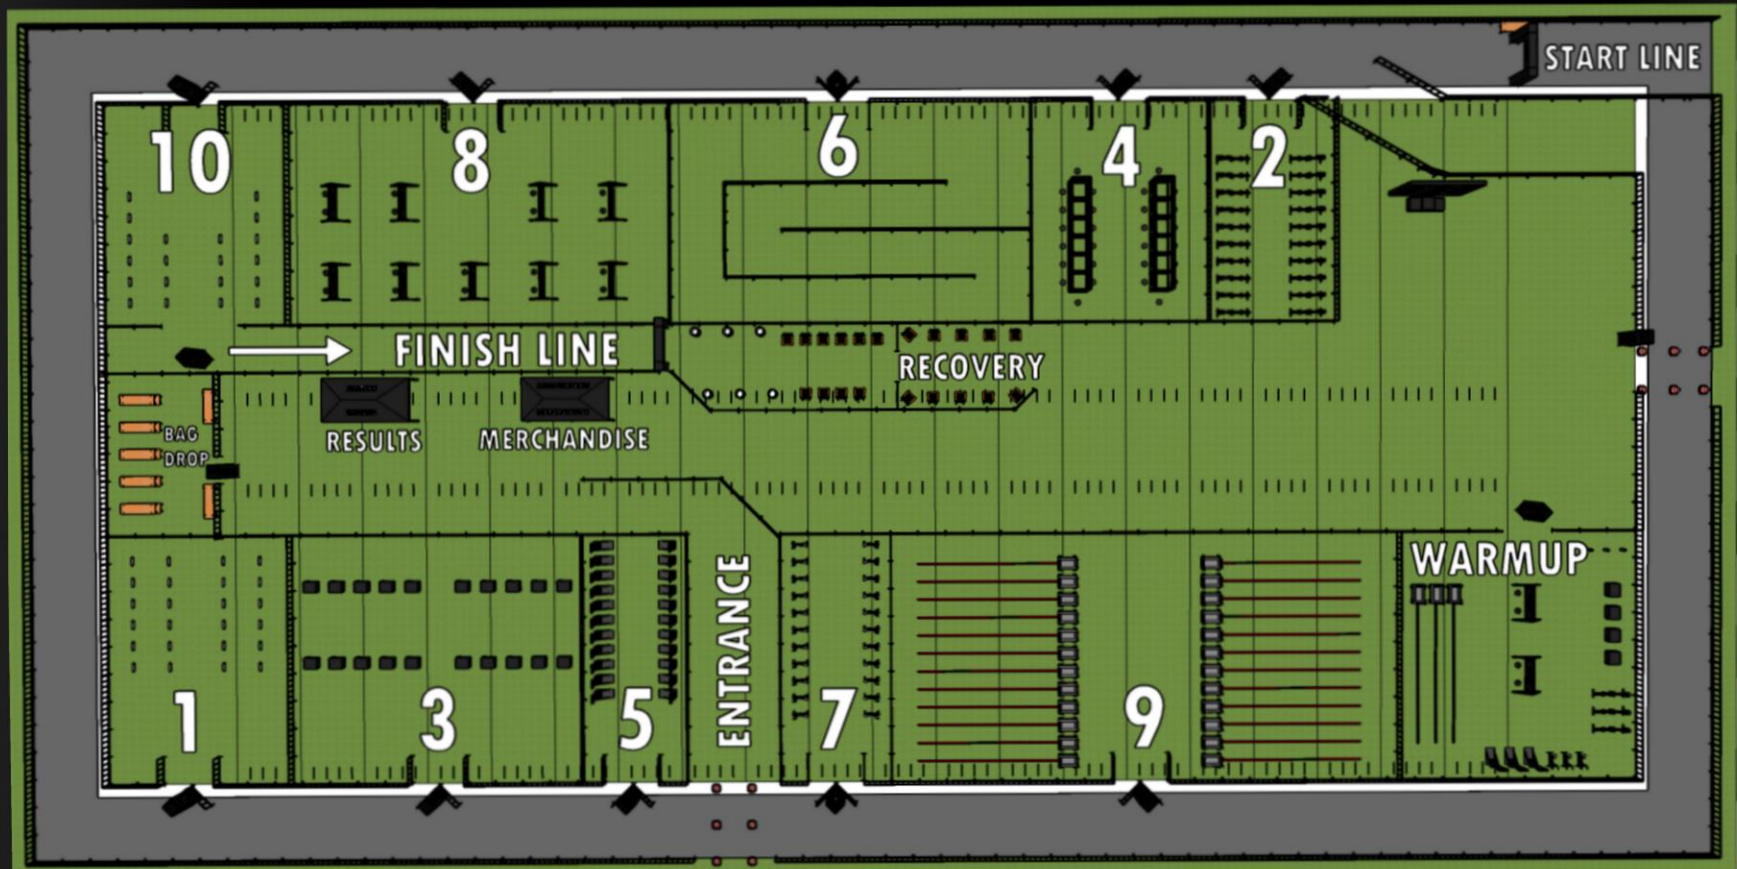 START LINE
10
8
6
4
2
FINISH LINE
RECOVERY
BAG
DROP
RESULTS
MERCHANDISE
ENTRANCE
WARMUP
1
3
5
7
9